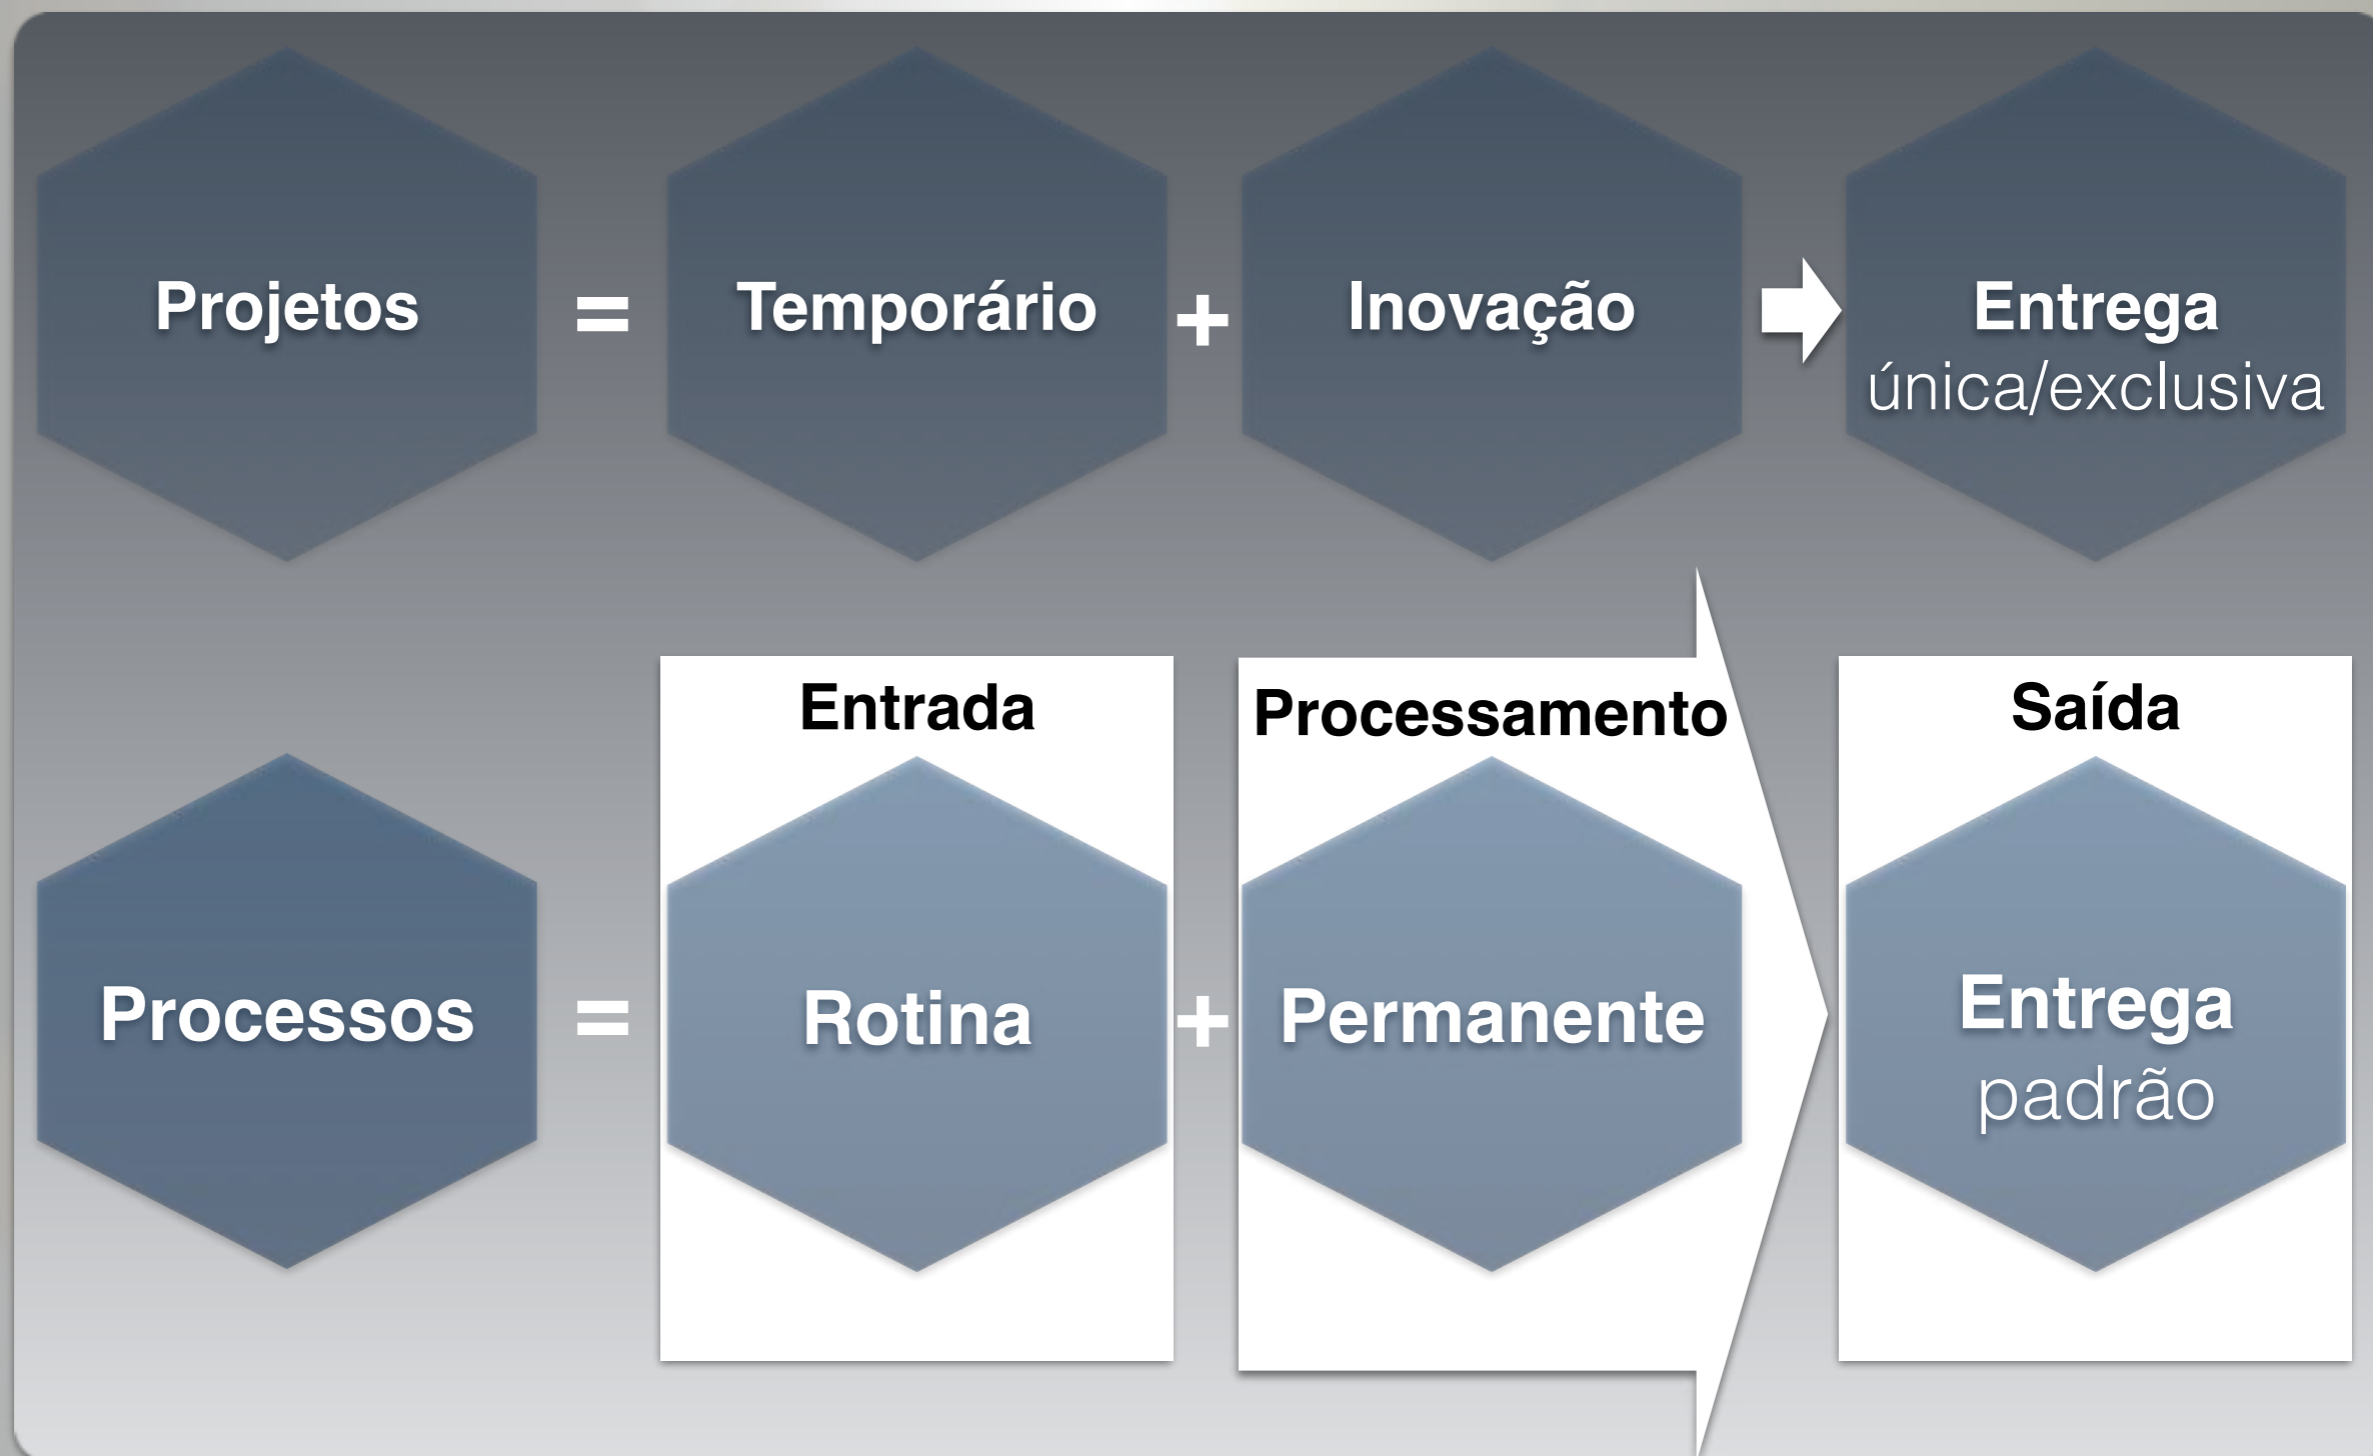 Projetos = Temporário + Inovação Entrega
única/exclusiva
Entrada Processamento Saída
Processos = Rotina + Permanente Entrega
padrão